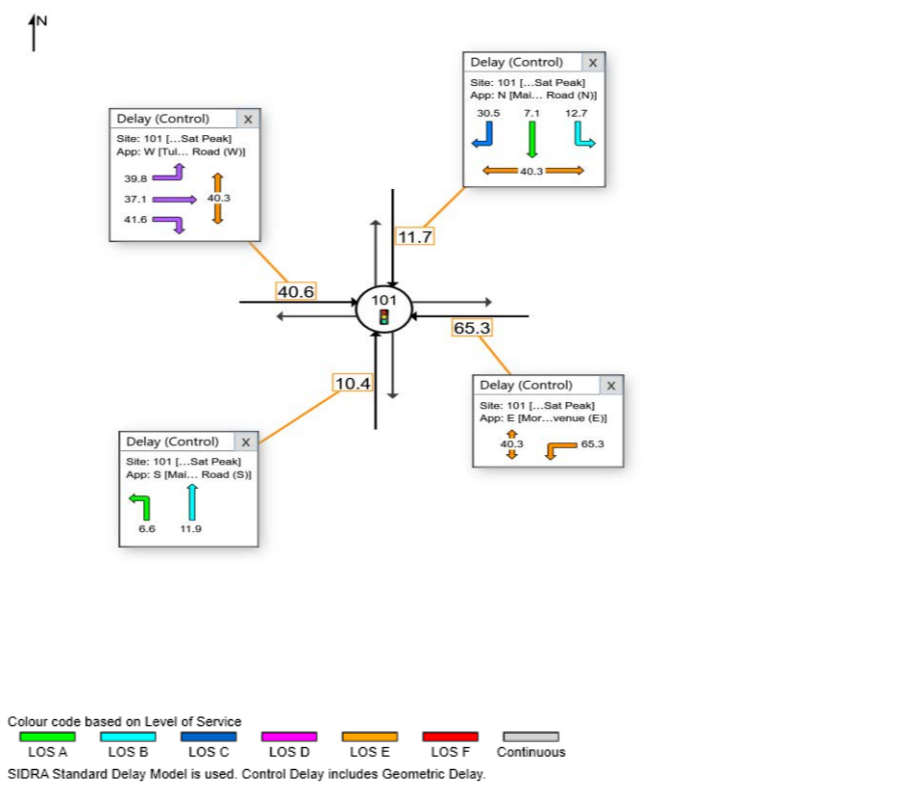 N
Delay (Control) X
Site: 101 [...Sat Peak]
App: N [Mai... Road (N)]
30.5 7.1 12.7
40.3
Delay (Control) X
Site: 101 [...Sat Peak]
App: W [Tul... Road (W)]
39.8
37.1 40.3
41.6
11.7
40.6
101
65.3
10.4
Delay (Control) X
Site: 101 [...Sat Peak]
App: E [Mor...venue (E)]
40.3 65.3
Delay (Control) X
Site: 101 [...Sat Peak]
App: S [Mai... Road (S)]
6.6 11.9
Colour code based on Level of Service
LOS A LOS B LOS C LOS D LOS E LOS F Continuous
SIDRA Standard Delay Model is used. Control Delay includes Geometric Delay.